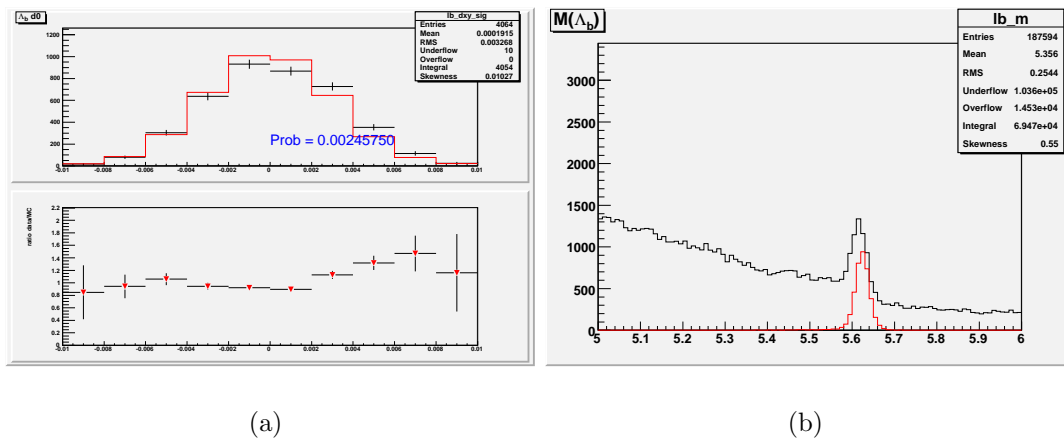 Λb d0
lb_dxy_sig
Entries 4064
Mean 0.0001915
RMS 0.003268
Underflow 10
Overflow 0
Integral 4054
Skewness 0.01027
1200
1000
800
600
400
200
0
Prob = 0.00245750
-0.01 -0.008 -0.006 -0.004 -0.002 0 0.002 0.004 0.006 0.008 0.01
ratio data/MC
2.2
2
1.8
1.6
1.4
1.2
1
0.8
0.6
0.4
0.2
0
-0.01 -0.008 -0.006 -0.004 -0.002 0 0.002 0.004 0.006 0.008 0.01
(a)
M(Λb)
lb_m
Entries 187594
Mean 5.356
RMS 0.2544
Underflow 1.036e+05
Overflow 1.453e+04
Integral 6.947e+04
Skewness 0.55
3000
2500
2000
1500
1000
500
0
5 5.1 5.2 5.3 5.4 5.5 5.6 5.7 5.8 5.9 6
(b)